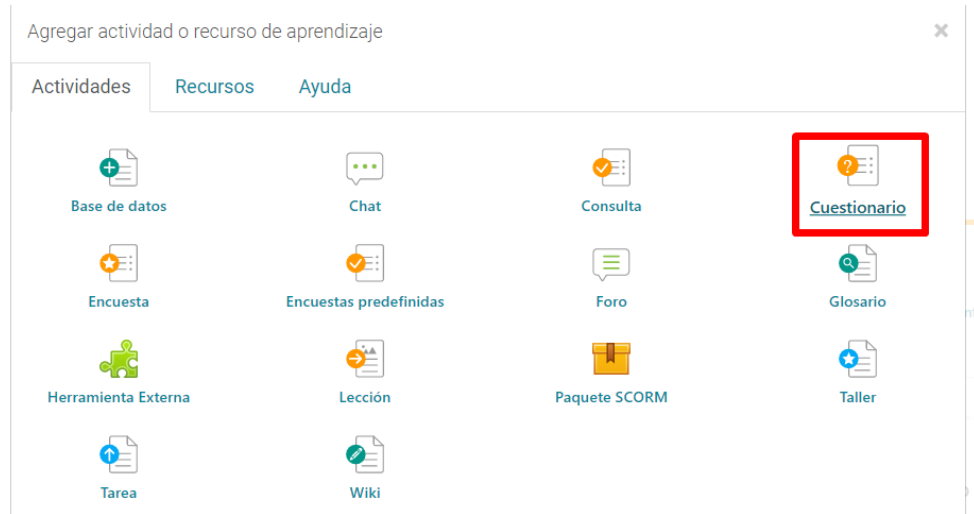 Agregar actividad o recurso de aprendizaje
Actividades Recursos Ayuda
Base de datos Chat Consulta Cuestionario
Encuesta Encuestas predefinidas Foro Glosario
Herramienta Externa Lección Paquete SCORM Taller
Tarea Wiki